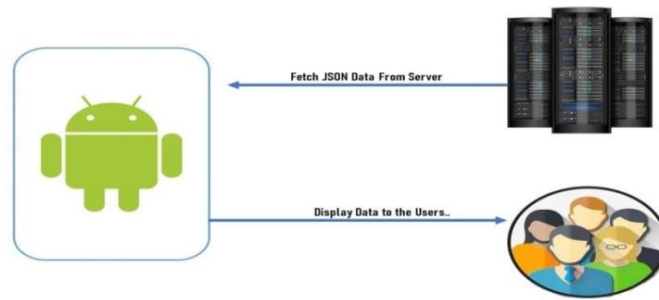 Fetch JSON Data From Server
Display Data to the Users..